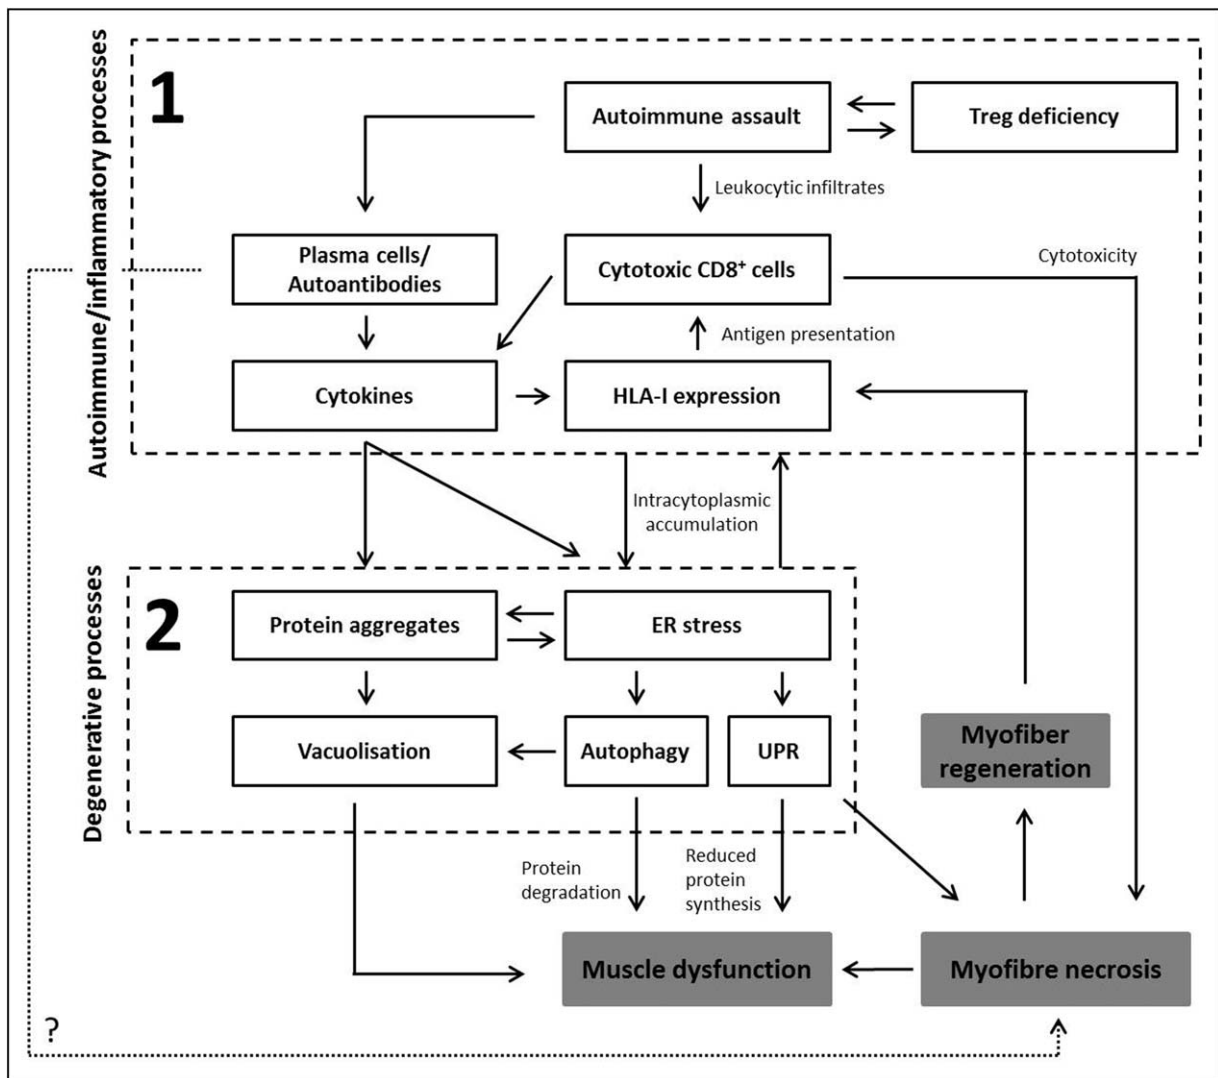 Autoimmune/inflammatory processes
1
Autoimmune assault
Treg deficiency
Leukocytic infiltrates
Plasma cells/
Autoantibodies
Cytotoxic CD8⁺ cells
Cytotoxicity
Antigen presentation
Cytokines
HLA-I expression
Intracytoplasmic
accumulation
Degenerative processes
2
Protein aggregates
ER stress
Vacuolisation
Autophagy
UPR
Myofiber
regeneration
Protein
degradation
Reduced
protein
synthesis
Muscle dysfunction
Myofibre necrosis
?